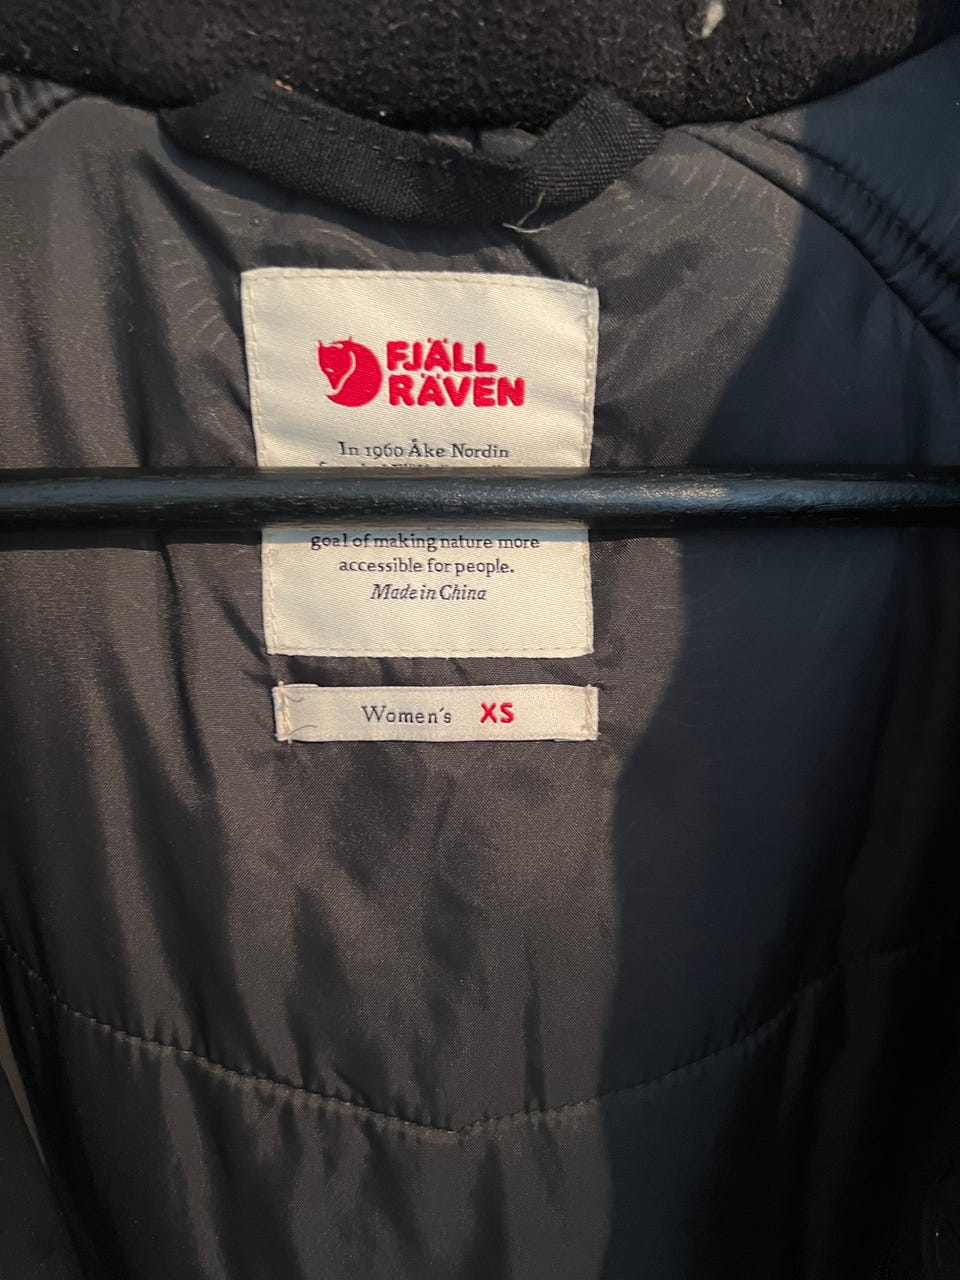 FJÄLL
RÄVEN
In 1960 Åke Nordin
goal of making nature more
accessible for people.
Made in China
Women's XS